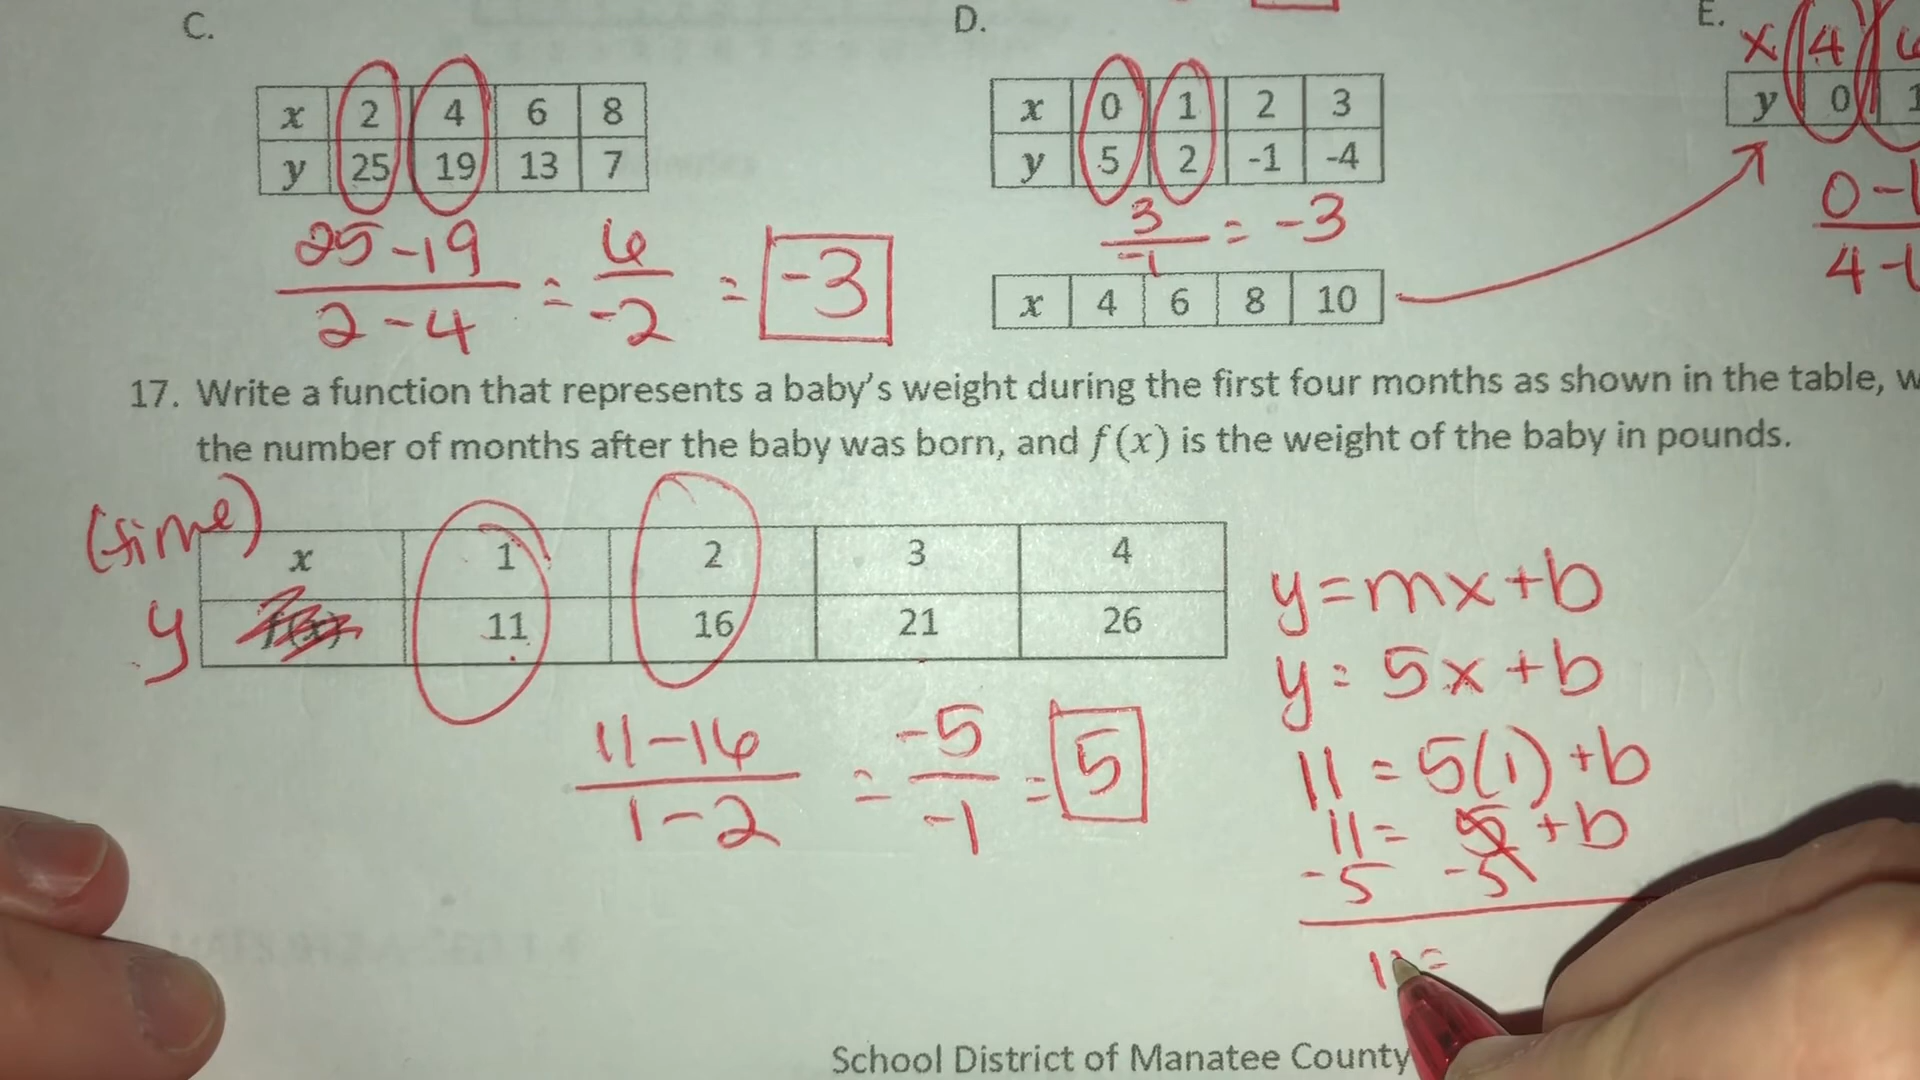 C.
D.
E.
x 2 4 6 8
y 25 19 13 7
x 0 1 2 3
y 5 2 -1 -4
x 4
y 0
25-19 / 2-4 = 6 / -2 = -3
3 / -1 = -3
0- / 4-
x 4 6 8 10
17. Write a function that represents a baby's weight during the first four months as shown in the table,
the number of months after the baby was born, and f(x) is the weight of the baby in pounds.
(time)
x 1 2 3 4
y f(x) 11 16 21 26
11-16 / 1-2 = -5 / -1 = 5
y=mx+b
y=5x+b
11=5(1)+b
11=5+b
-5 -5
11=
School District of Manatee County